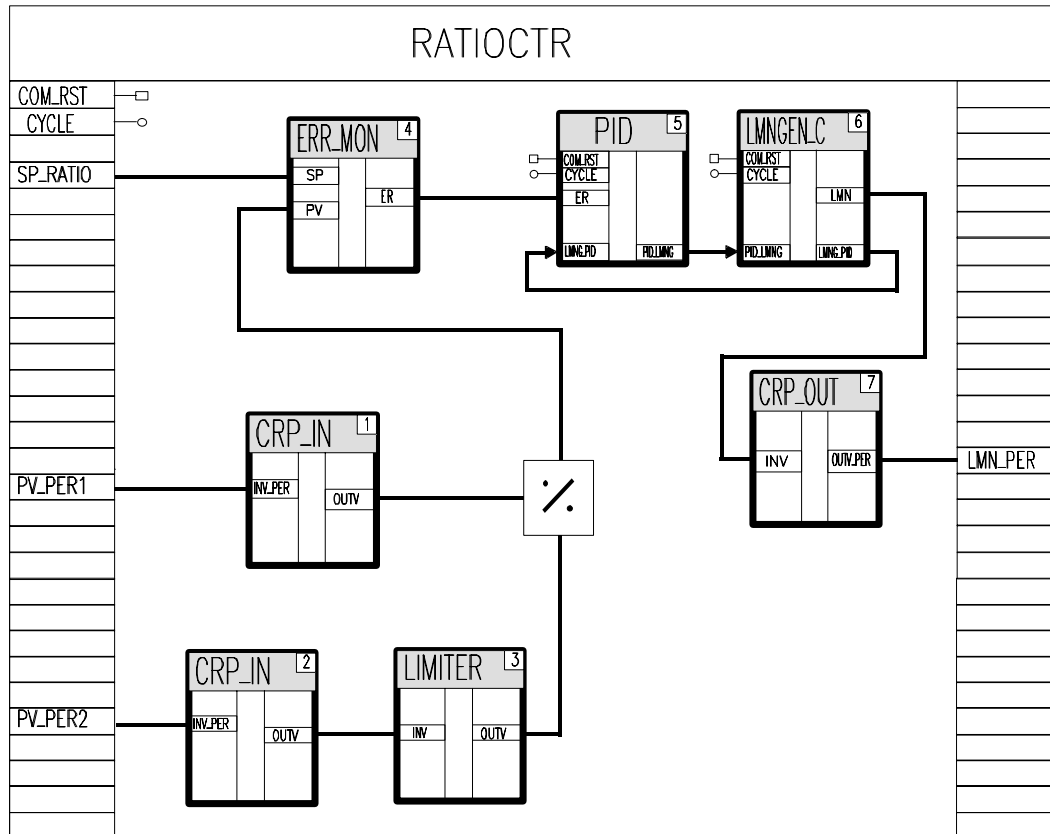 RATIOCTR
COM_RST
CYCLE
SP_RATIO
PV_PER1
PV_PER2
ERR_MON 4
SP
PV
ER
PID 5
COM_RST
CYCLE
ER
LMNG_PID
PID_LMNG
LMNGEN_C 6
COM_RST
CYCLE
LMN
PID_LMNG
LMNG_PID
CRP_OUT 7
INV
OUTV_PER
LMN_PER
CRP_IN 1
INV_PER
OUTV
CRP_IN 2
INV_PER
OUTV
LIMITER 3
INV
OUTV